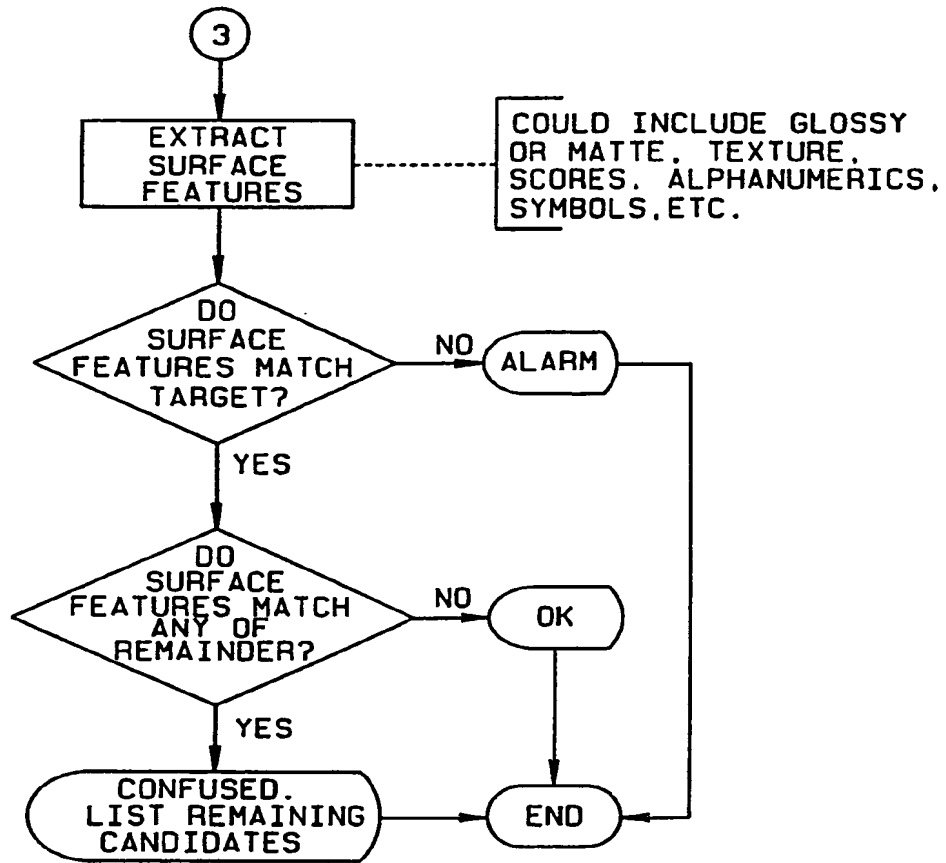 3
EXTRACT
SURFACE
FEATURES
COULD INCLUDE GLOSSY
OR MATTE, TEXTURE,
SCORES. ALPHANUMERICS,
SYMBOLS,ETC.
DO
SURFACE
FEATURES MATCH
TARGET?
NO
ALARM
YES
DO
SURFACE
FEATURES MATCH
ANY OF
REMAINDER?
NO
OK
YES
CONFUSED.
LIST REMAINING
CANDIDATES
END